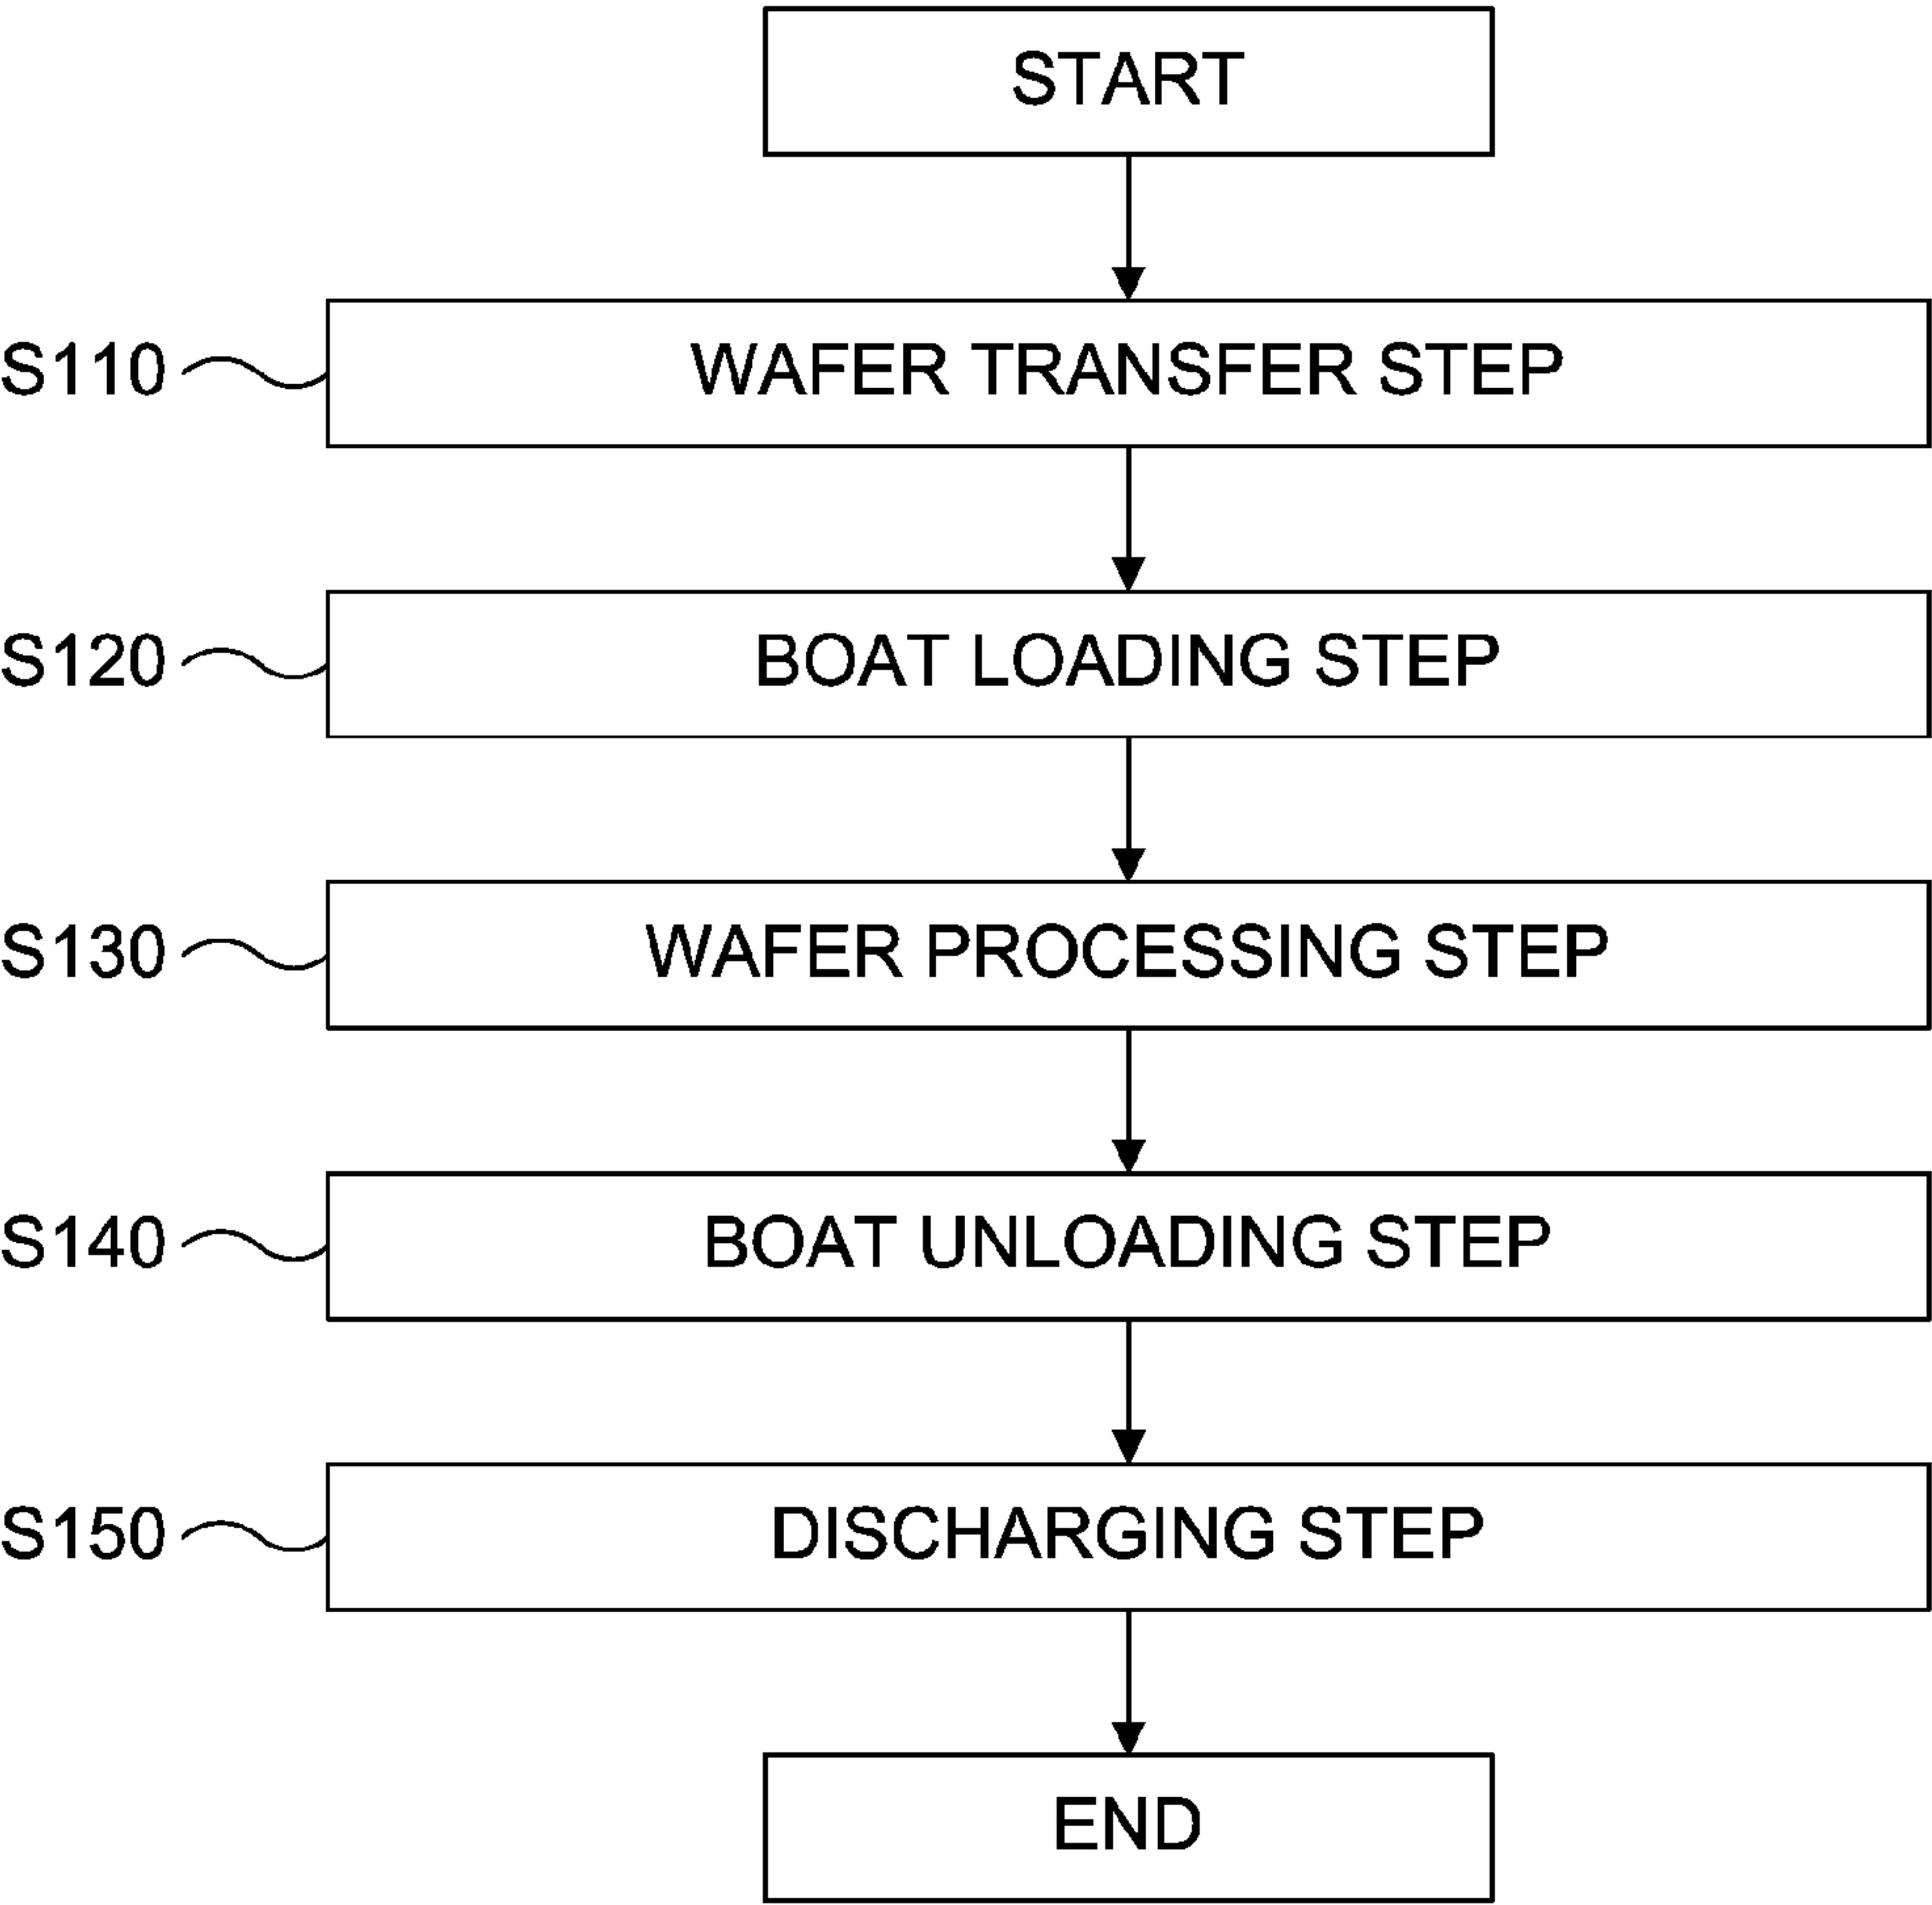 START
S110 WAFER TRANSFER STEP
S120 BOAT LOADING STEP
S130 WAFER PROCESSING STEP
S140 BOAT UNLOADING STEP
S150 DISCHARGING STEP
END